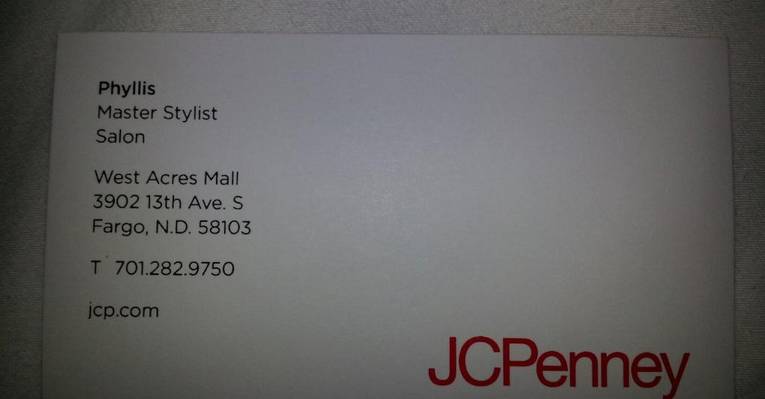 Phyllis
Master Stylist
Salon
West Acres Mall
3902 13th Ave. S
Fargo, N.D. 58103
T 701.282.9750
jcp.com
JCPenney